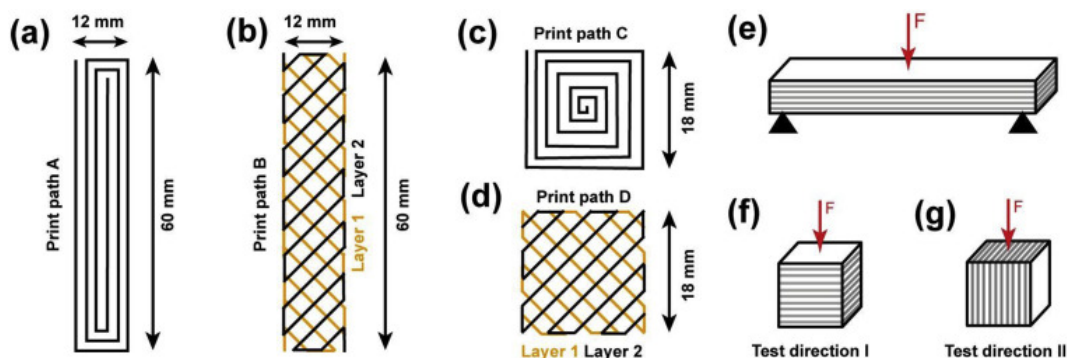 (a)
12 mm
Print path A
60 mm
(b)
12 mm
Print path B
Layer 1 Layer 2
60 mm
(c)
Print path C
18 mm
(d)
Print path D
18 mm
Layer 1 Layer 2
(e)
F
(f)
F
Test direction I
(g)
F
Test direction II